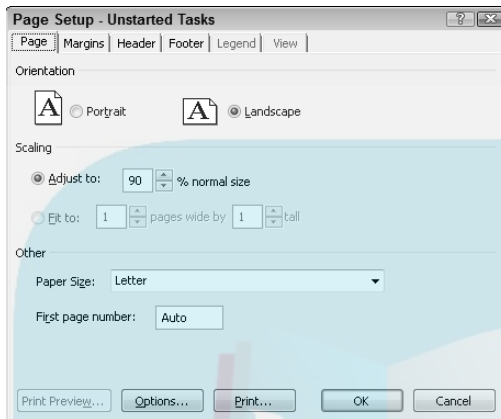 Page Setup - Unstarted Tasks
Page Margins Header Footer Legend View
Orientation
A Portrait A Landscape
Scaling
Adjust to: 90 % normal size
Fit to: 1 pages wide by 1 tall
Other
Paper Size: Letter
First page number: Auto
Print Preview... Options... Print... OK Cancel